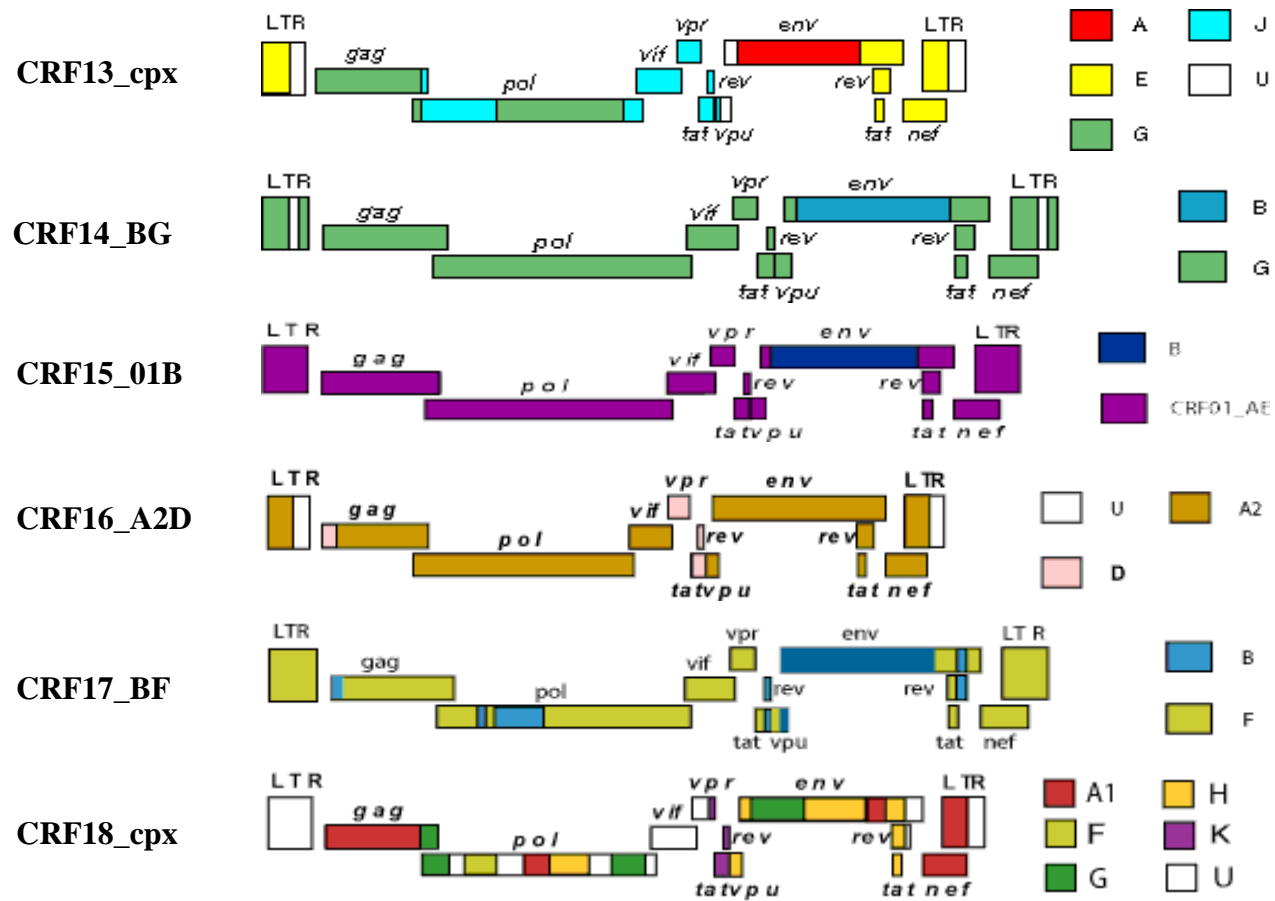 LTR vpr env LTR A J
gag vif
CRF13_cpx pol rev rev E U
tat vpu tat nef G
LTR vpr env LTR
gag vif B
CRF14_BG pol rev rev
tat vpu tat nef G
LTR vpr env LTR
gag vif B
CRF15_01B pol rev rev
tat vpu tat nef CRF01_AE
LTR vpr env LTR
gag vif U A2
CRF16_A2D pol rev rev
tat vpu tat nef D
LTR vpr env LTR
gag vif B
CRF17_BF pol rev rev
tat vpu tat nef F
LTR vpr env LTR A1 H
gag vif
CRF18_cpx pol rev rev F K
tat vpu tat nef G U